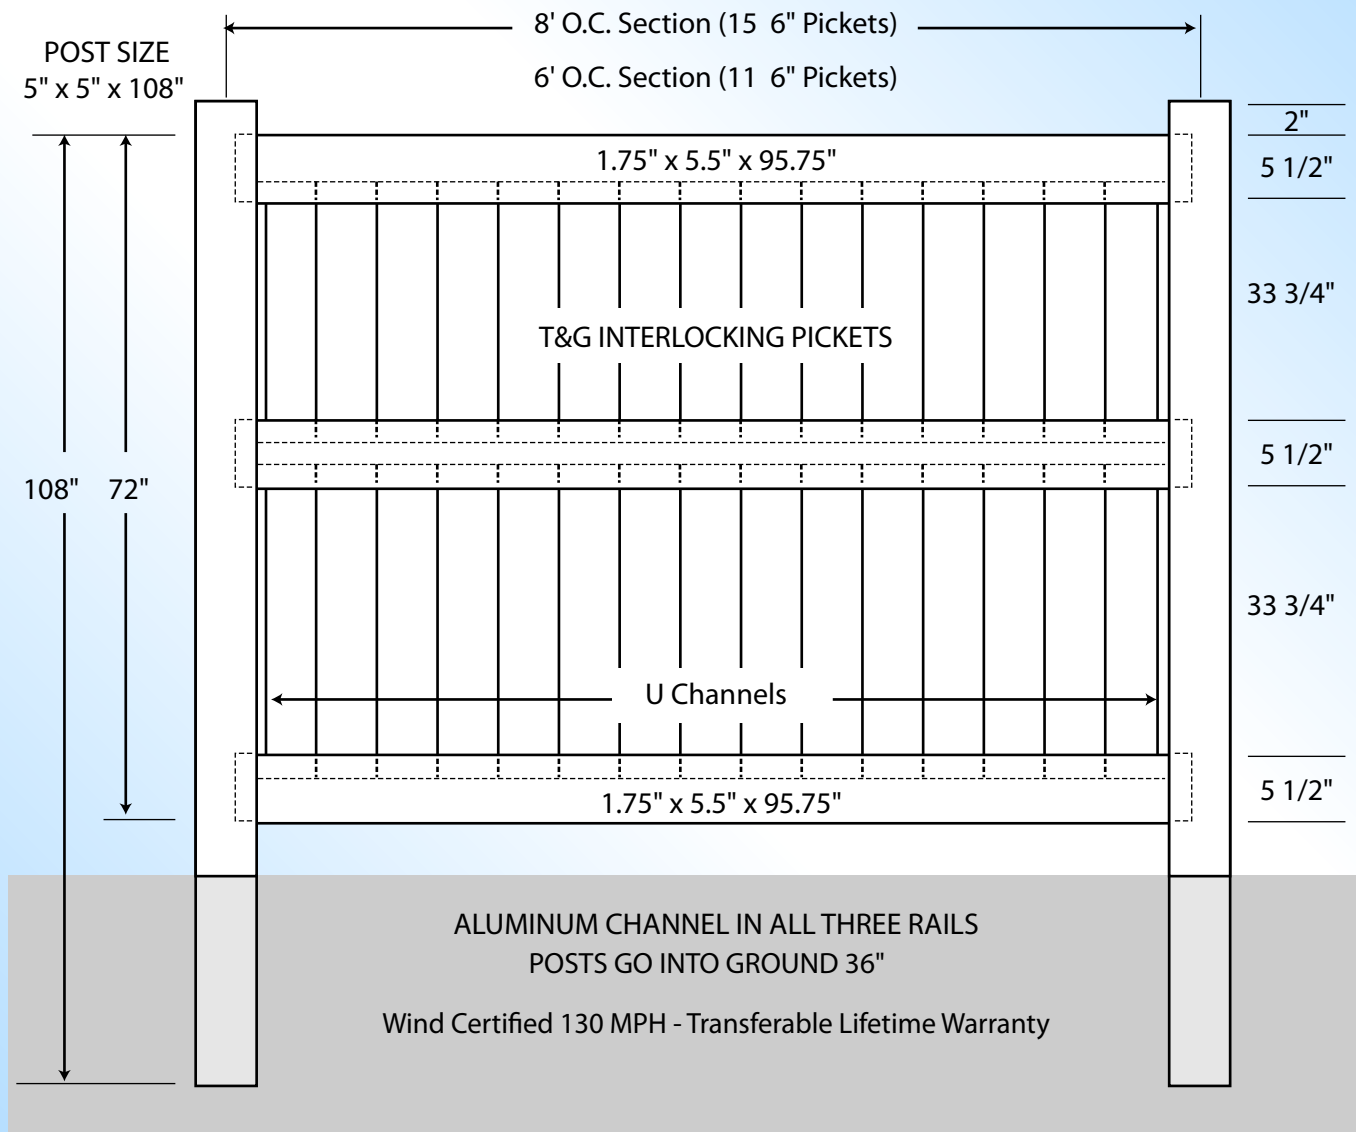 8' O.C. Section (15 6" Pickets)
6' O.C. Section (11 6" Pickets)
POST SIZE
5" x 5" x 108"
2"
1.75" x 5.5" x 95.75"
5 1/2"
33 3/4"
T&G INTERLOCKING PICKETS
5 1/2"
108"
72"
33 3/4"
U Channels
5 1/2"
1.75" x 5.5" x 95.75"
ALUMINUM CHANNEL IN ALL THREE RAILS
POSTS GO INTO GROUND 36"
Wind Certified 130 MPH - Transferable Lifetime Warranty